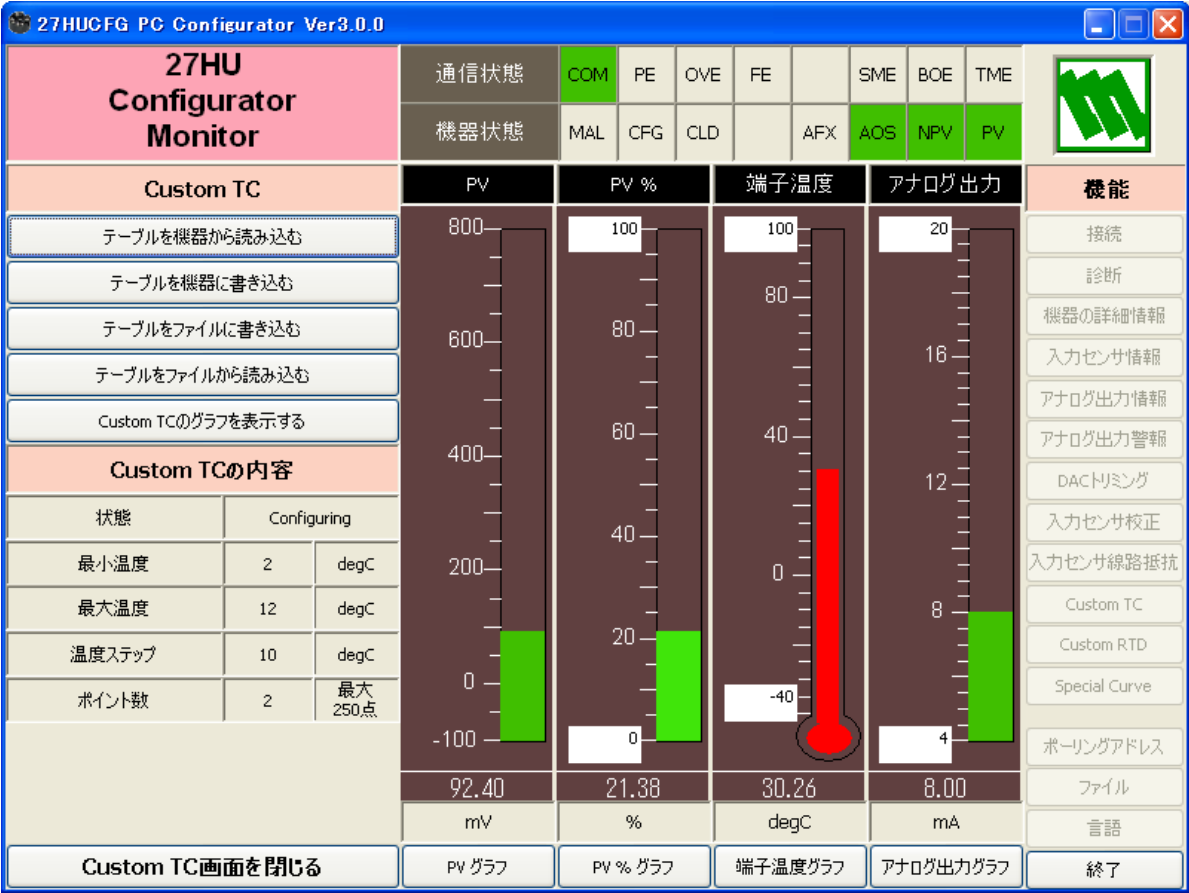 27HUCFG PC Configurator Ver3.0.0
27HU
Configurator
Monitor
通信状態 COM PE OVE FE SME BOE TME
機器状態 MAL CFG CLD AFX AOS NPV PV
Custom TC
テーブルを機器から読み込む
テーブルを機器に書き込む
テーブルをファイルに書き込む
テーブルをファイルから読み込む
Custom TCのグラフを表示する
Custom TCの内容
状態 Configuring
最小温度 2 degC
最大温度 12 degC
温度ステップ 10 degC
ポイント数 2 最大
250点
Custom TC画面を閉じる
PV
800
600
400
200
0
-100
92.40
mV
PV グラフ
PV %
100
80
60
40
20
0
21.38
%
PV % グラフ
端子温度
100
80
40
0
-40
30.26
degC
端子温度グラフ
アナログ出力
20
16
12
8
4
8.00
mA
アナログ出力グラフ
機能
接続
診断
機器の詳細情報
入力センサ情報
アナログ出力情報
アナログ出力警報
DACトリミング
入力センサ校正
入力センサ線路抵抗
Custom TC
Custom RTD
Special Curve
ポーリングアドレス
ファイル
言語
終了